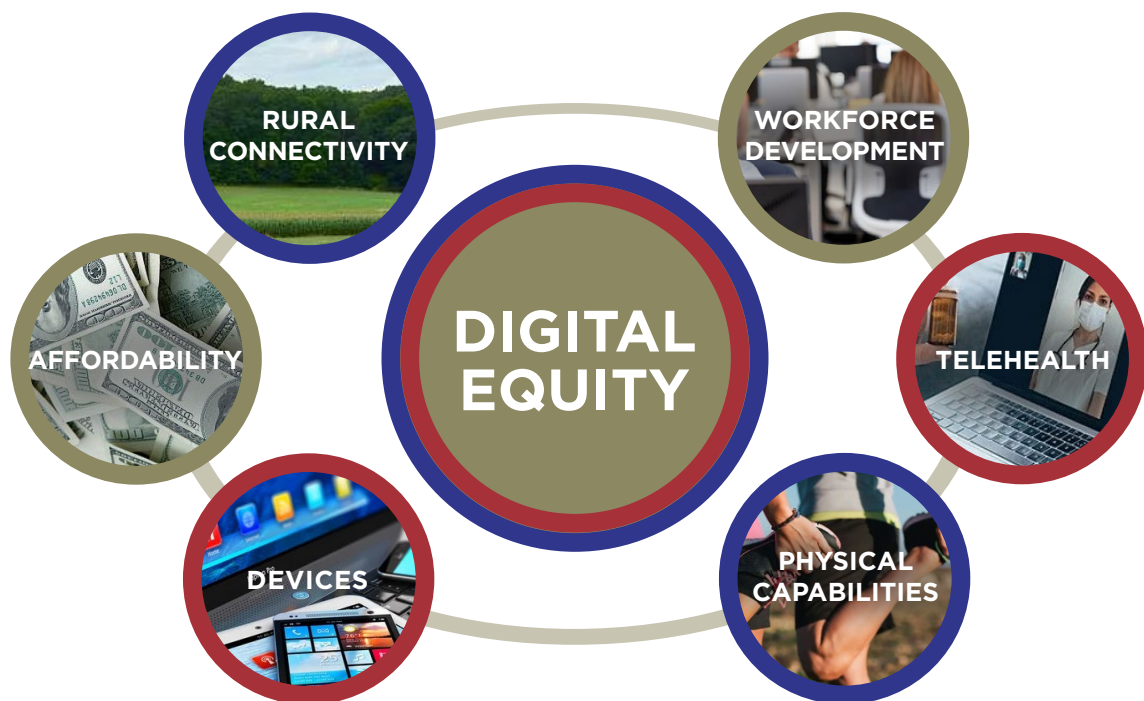 RURAL
CONNECTIVITY
WORKFORCE
DEVELOPMENT
AFFORDABILITY
DIGITAL
EQUITY
TELEHEALTH
DEVICES
PHYSICAL
CAPABILITIES